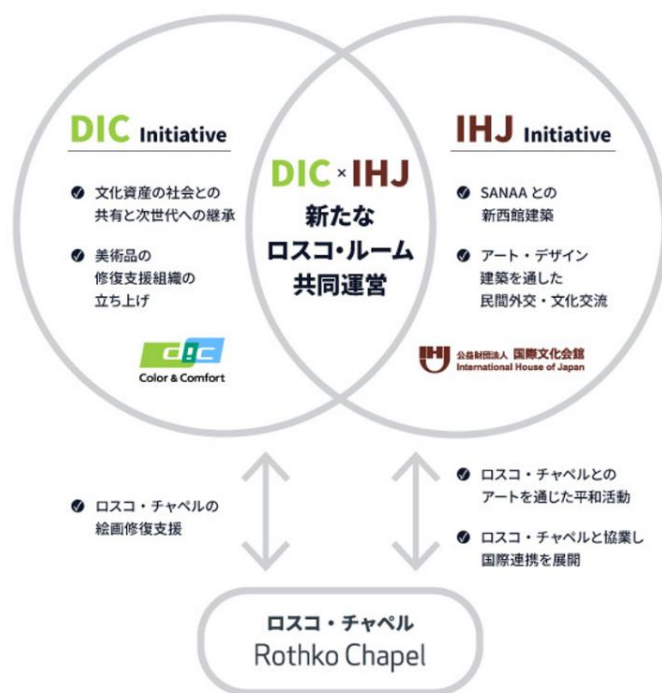 DIC Initiative
文化資産の社会との
共有と次世代への継承
美術品の
修復支援組織の
立ち上げ
dic
Color & Comfort
DIC × IHJ
新たな
ロスコ・ルーム
共同運営
IHJ Initiative
SANAA との
新西館建築
アート・デザイン
建築を通した
民間外交・文化交流
IHJ
公益財団法人 国際文化会館
International House of Japan
ロスコ・チャペルの
絵画修復支援
ロスコ・チャペルとの
アートを通じた平和活動
ロスコ・チャペルと協業し
国際連携を展開
ロスコ・チャペル
Rothko Chapel